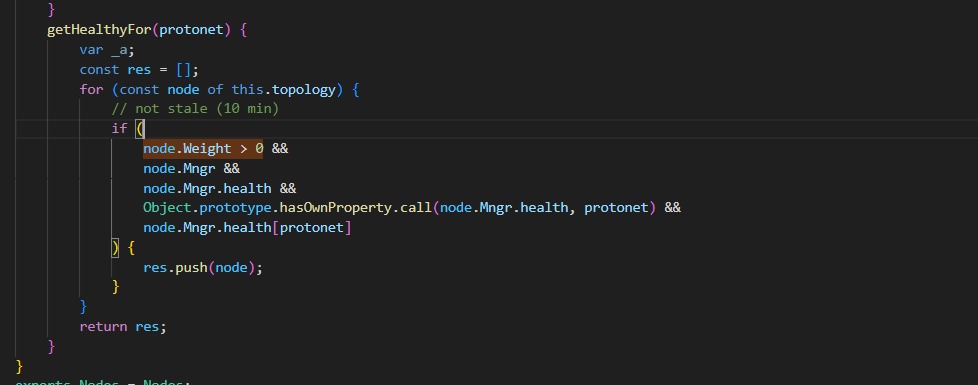 }
getHealthyFor(protonet) {
var _a;
const res = [];
for (const node of this.topology) {
// not stale (10 min)
if (
node.Weight > 0 &&
node.Mngr &&
node.Mngr.health &&
Object.prototype.hasOwnProperty.call(node.Mngr.health, protonet) &&
node.Mngr.health[protonet]
) {
res.push(node);
}
}
return res;
}
}
exports.Nodes = Nodes;